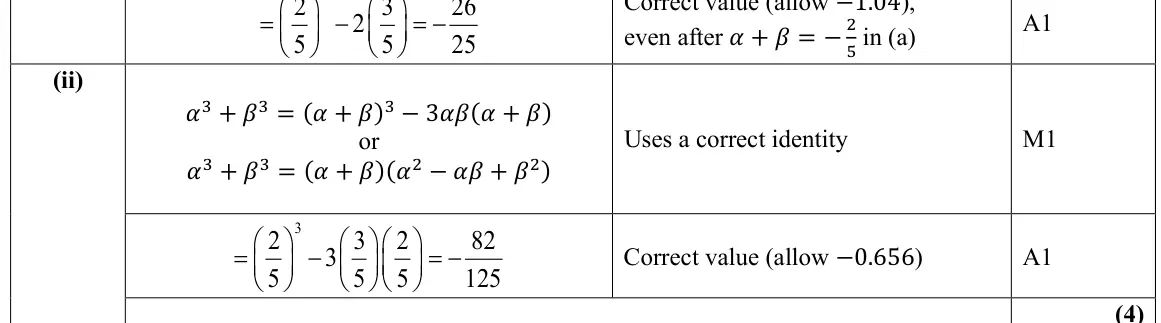 Correct value (allow −1.04),
= (2/5) − 2(3/5) = − 26/25
even after α + β = − 2/5 in (a)
A1
(ii)
α³ + β³ = (α + β)³ − 3αβ(α + β)
or
α³ + β³ = (α + β)(α² − αβ + β²)
Uses a correct identity
M1
= (2/5)³ − 3(3/5)(2/5) = − 82/125
Correct value (allow −0.656)
A1
(4)